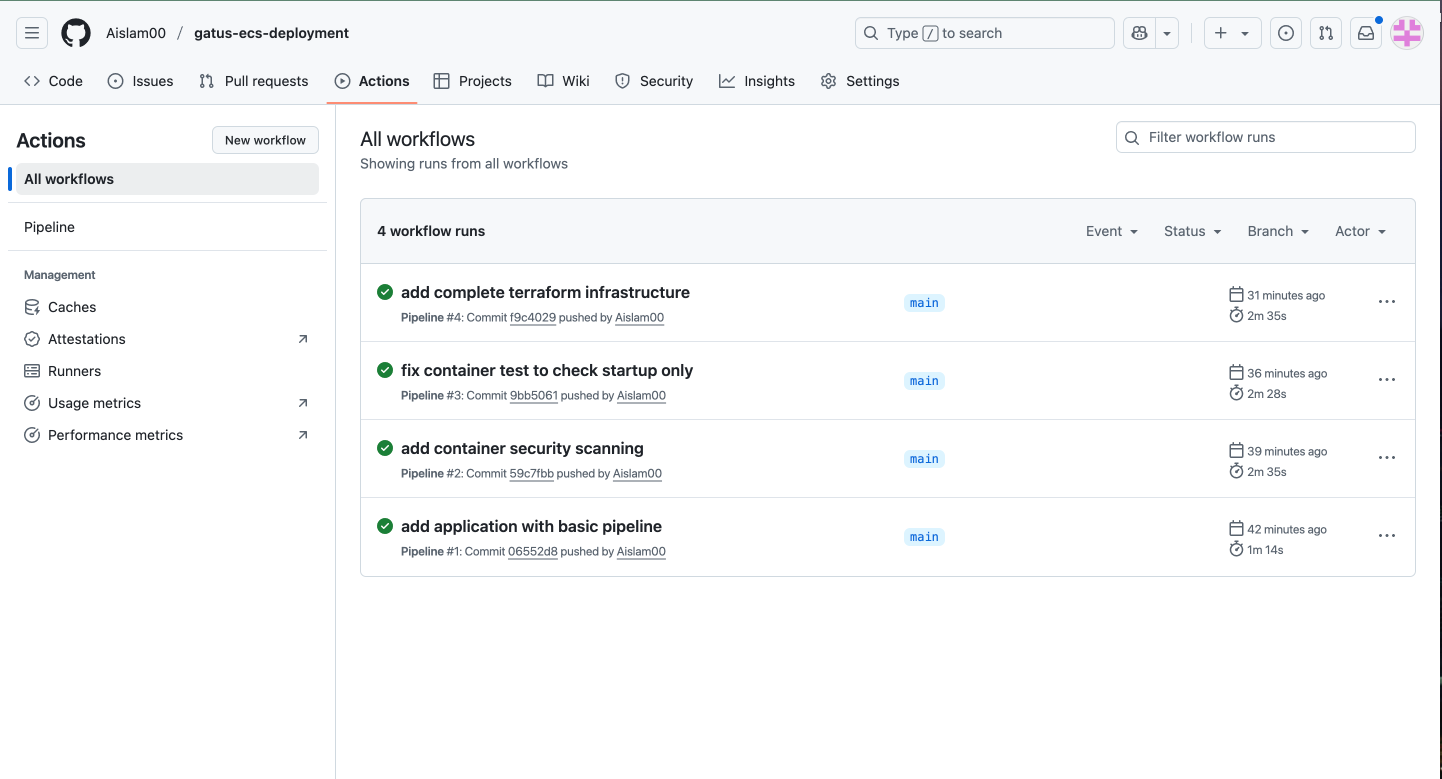 Aislam00 / gatus-ecs-deployment
Type / to search
Code
Issues
Pull requests
Actions
Projects
Wiki
Security
Insights
Settings
Actions
New workflow
All workflows
Pipeline
Management
Caches
Attestations
Runners
Usage metrics
Performance metrics
All workflows
Showing runs from all workflows
Filter workflow runs
4 workflow runs
Event
Status
Branch
Actor
add complete terraform infrastructure
Pipeline #4: Commit f9c4029 pushed by Aislam00
main
31 minutes ago
2m 35s
fix container test to check startup only
Pipeline #3: Commit 9bb5061 pushed by Aislam00
main
36 minutes ago
2m 28s
add container security scanning
Pipeline #2: Commit 59c7fbb pushed by Aislam00
main
39 minutes ago
2m 35s
add application with basic pipeline
Pipeline #1: Commit 06552d8 pushed by Aislam00
main
42 minutes ago
1m 14s